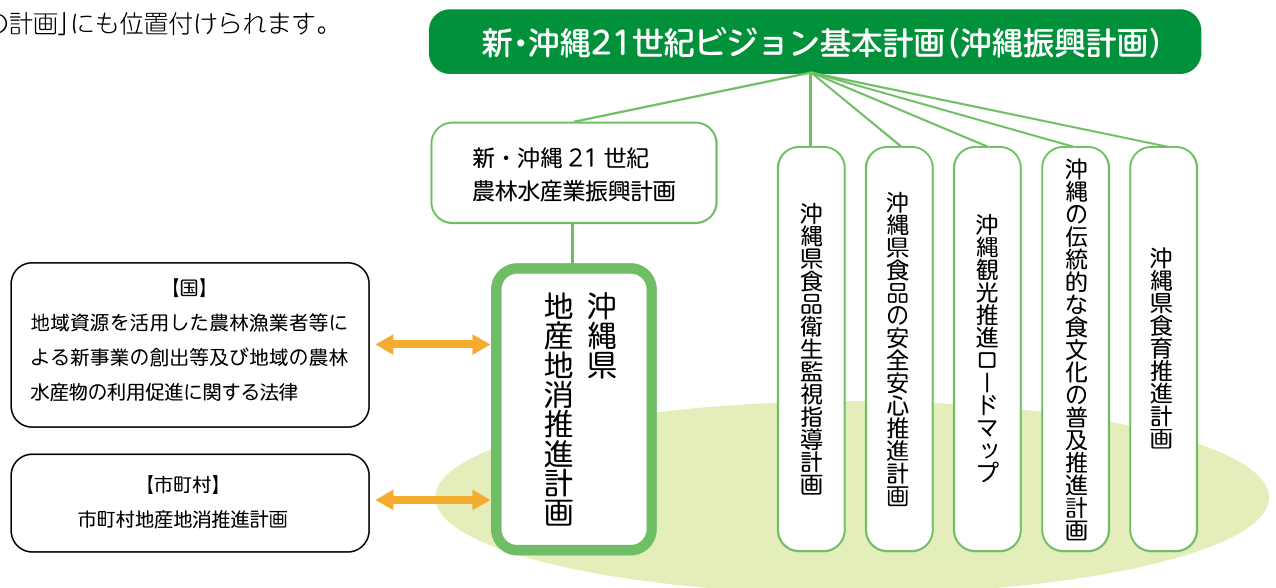 の計画」にも位置付けられます。
新・沖縄21世紀ビジョン基本計画（沖縄振興計画）
新・沖縄 21 世紀
農林水産業振興計画
【国】
地域資源を活用した農林漁業者等に
よる新事業の創出等及び地域の農林
水産物の利用促進に関する法律
【市町村】
市町村地産地消推進計画
沖縄県
地産地消推進計画
沖縄県食品衛生監視指導計画
沖縄県食品の安全安心推進計画
沖縄観光推進ロードマップ
沖縄の伝統的な食文化の普及推進計画
沖縄県食育推進計画